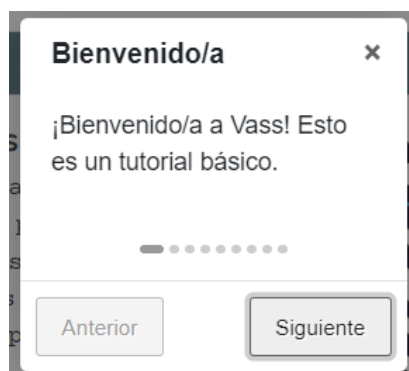 Bienvenido/a ×
¡Bienvenido/a a Vass! Esto
es un tutorial básico.
Anterior Siguiente